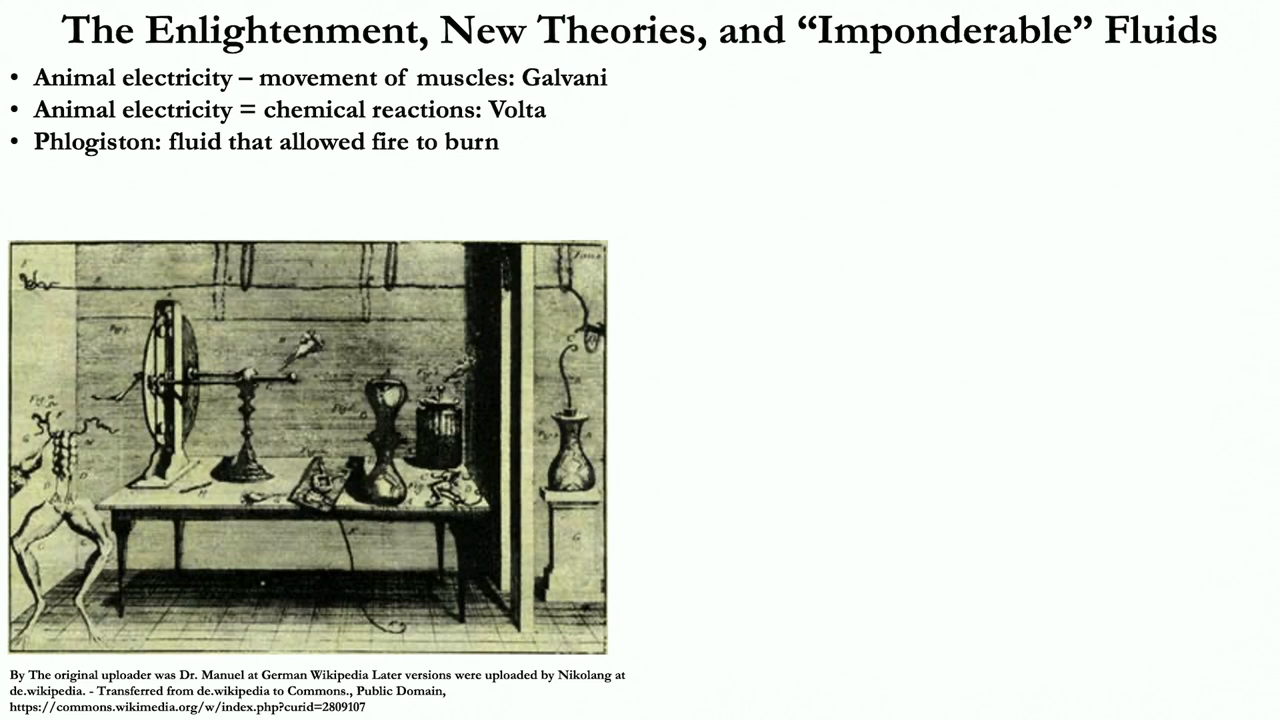 The Enlightenment, New Theories, and “Imponderable” Fluids
• Animal electricity – movement of muscles: Galvani
• Animal electricity = chemical reactions: Volta
• Phlogiston: fluid that allowed fire to burn
By The original uploader was Dr. Manuel at German Wikipedia Later versions were uploaded by Nikolang at
de.wikipedia. - Transferred from de.wikipedia to Commons., Public Domain,
https://commons.wikimedia.org/w/index.php?curid=2809107